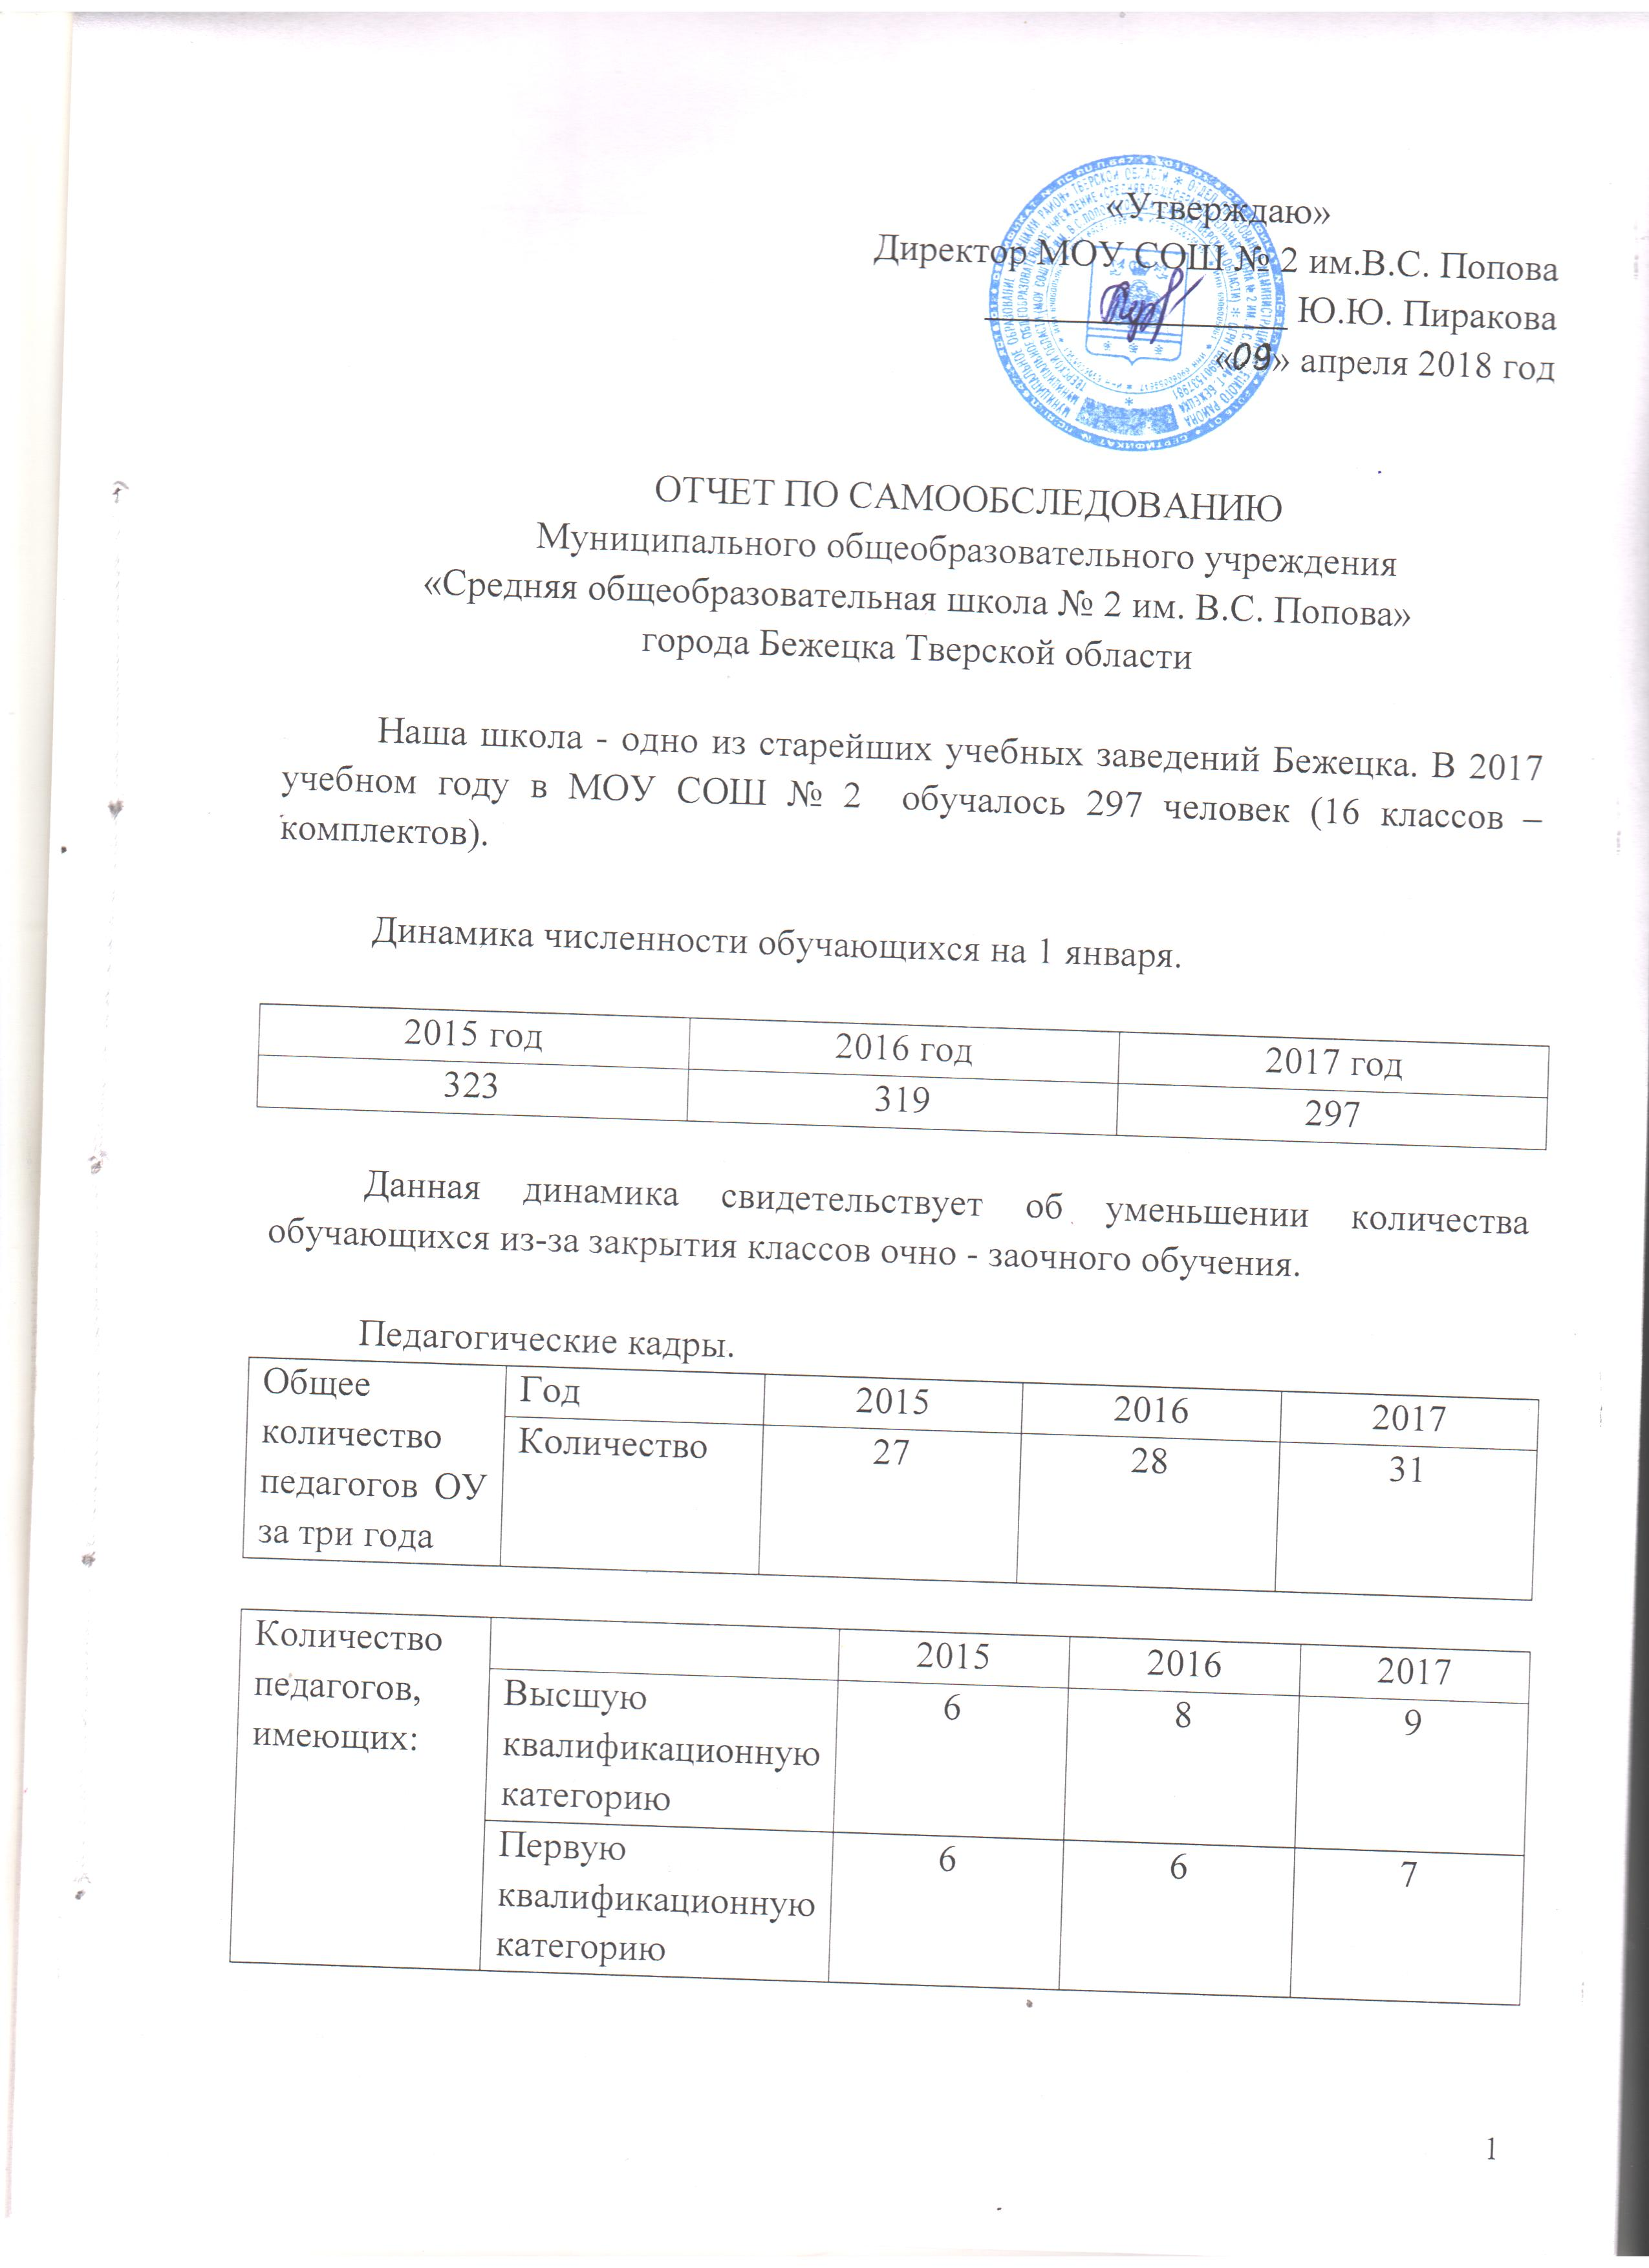 «Утверждаю»
Директор МОУ СОШ № 2 им.В.С. Попова
Ю.Ю. Пиракова
«09» апреля 2018 год
ОТЧЕТ ПО САМООБСЛЕДОВАНИЮ
Муниципального общеобразовательного учреждения
«Средняя общеобразовательная школа № 2 им. В.С. Попова»
города Бежецка Тверской области
Наша школа - одно из старейших учебных заведений Бежецка. В 2017
учебном году в МОУ СОШ № 2 обучалось 297 человек (16 классов –
комплектов).
Динамика численности обучающихся на 1 января.
2015 год 2016 год 2017 год
323 319 297
Данная динамика свидетельствует об уменьшении количества
обучающихся из-за закрытия классов очно - заочного обучения.
Педагогические кадры.
Общее Год 2015 2016 2017
количество Количество 27 28 31
педагогов ОУ
за три года
Количество 2015 2016 2017
педагогов, Высшую 6 8 9
имеющих: квалификационную
категорию
Первую 6 6 7
квалификационную
категорию
1